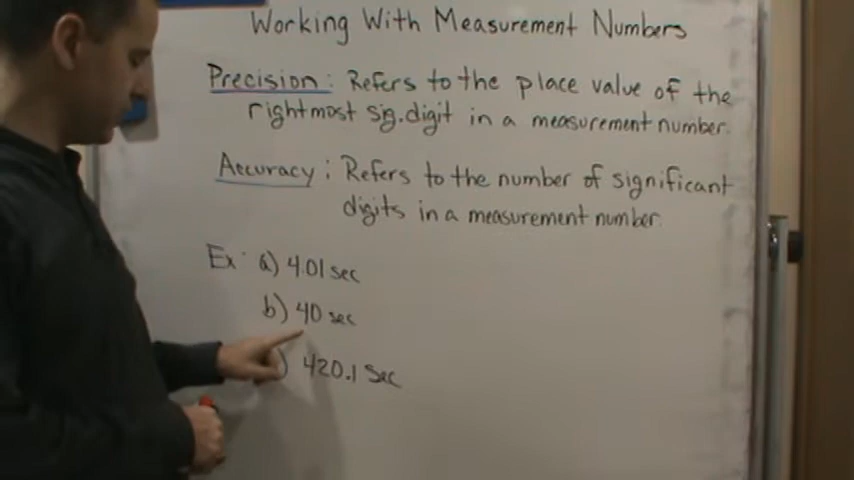 Working With Measurement Numbers
Precision: Refers to the place value of the
rightmost sig.digit in a measurement number.
Accuracy: Refers to the number of significant
digits in a measurement number.
Ex: a) 4.01 sec
b) 40 sec
) 420.1 Sec